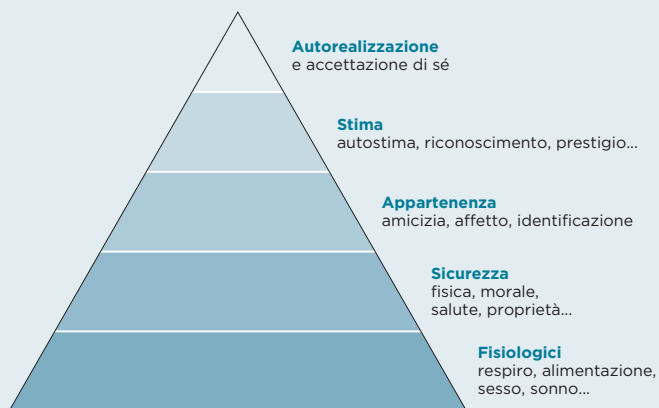 Autorealizzazione
e accettazione di sé
Stima
autostima, riconoscimento, prestigio...
Appartenenza
amicizia, affetto, identificazione
Sicurezza
fisica, morale,
salute, proprietà...
Fisiologici
respiro, alimentazione,
sesso, sonno...